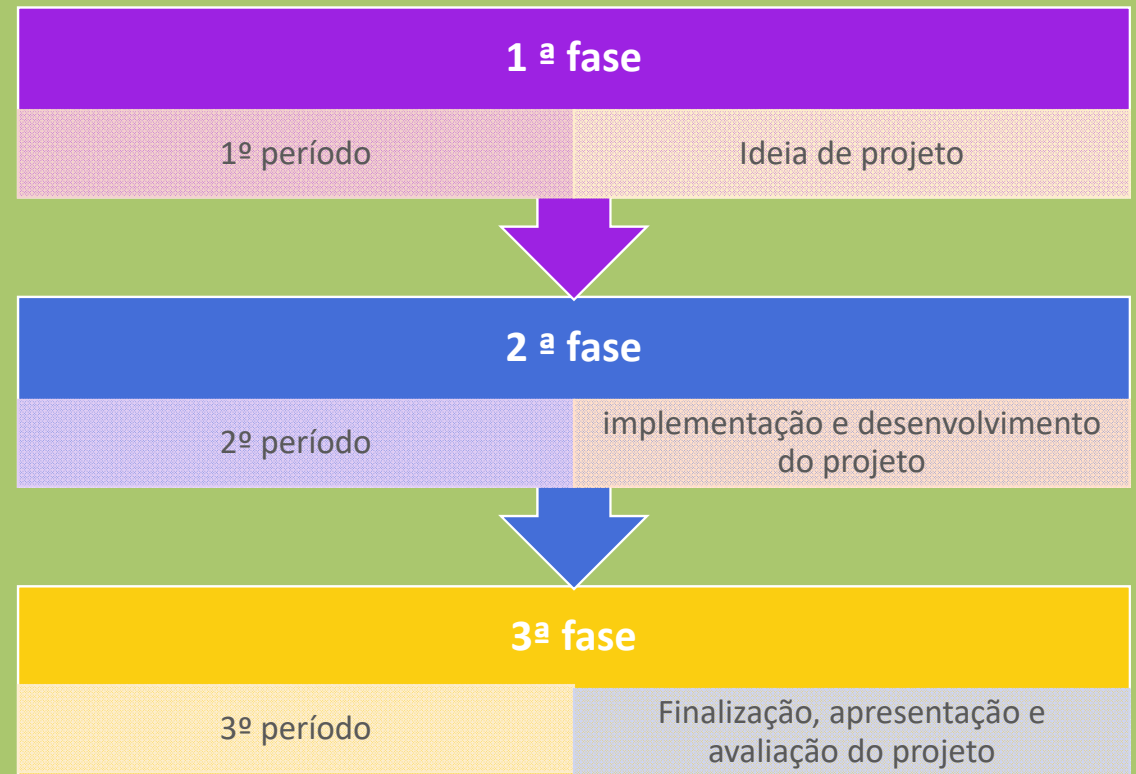 1 ª fase
1º período
Ideia de projeto
2 ª fase
2º período
implementação e desenvolvimento
do projeto
3ª fase
3º período
Finalização, apresentação e
avaliação do projeto